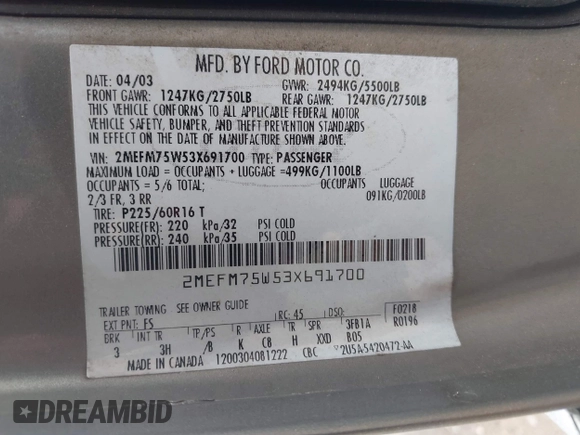 MFD. BY FORD MOTOR CO.
DATE: 04/03 GVWR: 2494KG/5500LB
FRONT GAWR: 1247KG/2750LB REAR GAWR: 1247KG/2750LB
THIS VEHICLE CONFORMS TO ALL APPLICABLE FEDERAL MOTOR
VEHICLE SAFETY, BUMPER, AND THEFT PREVENTION STANDARDS
IN EFFECT ON THE DATE OF MANUFACTURE SHOWN ABOVE.
VIN: 2MEFM75W53X691700 TYPE: PASSENGER
MAXIMUM LOAD = OCCUPANTS + LUGGAGE =499KG/1100LB
OCCUPANTS = 5/6 TOTAL; OCCUPANTS LUGGAGE
2/3 FR, 3 RR 091KG/0200LB
TIRE: P225/60R16 T
PRESSURE(FR): 220 kPa/32 PSI COLD
PRESSURE(RR): 240 kPa/35 PSI COLD
2MEFM75W53X691700
TRAILER TOWING SEE OWNER GUIDE
EXT PNT: FS RC: 45 DSO: F0218
BRK INT TR TP/PS R AXLE TR SPR 3FB1A R0196
3 3H /B K C8 H XXD B05
MADE IN CANADA 1200304081222 CBC 2U5A5420472-AA
DREAMBID